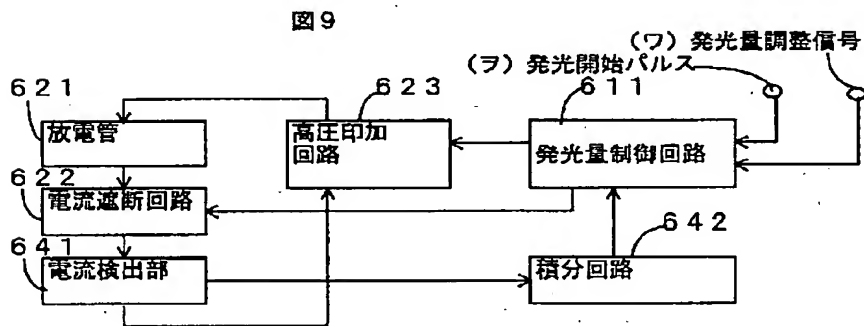 図9
(ワ)発光量調整信号
(ヲ)発光開始パルス
621
623
611
放電管
高圧印加
回路
発光量制御回路
622
電流遮断回路
641
電流検出部
642
積分回路